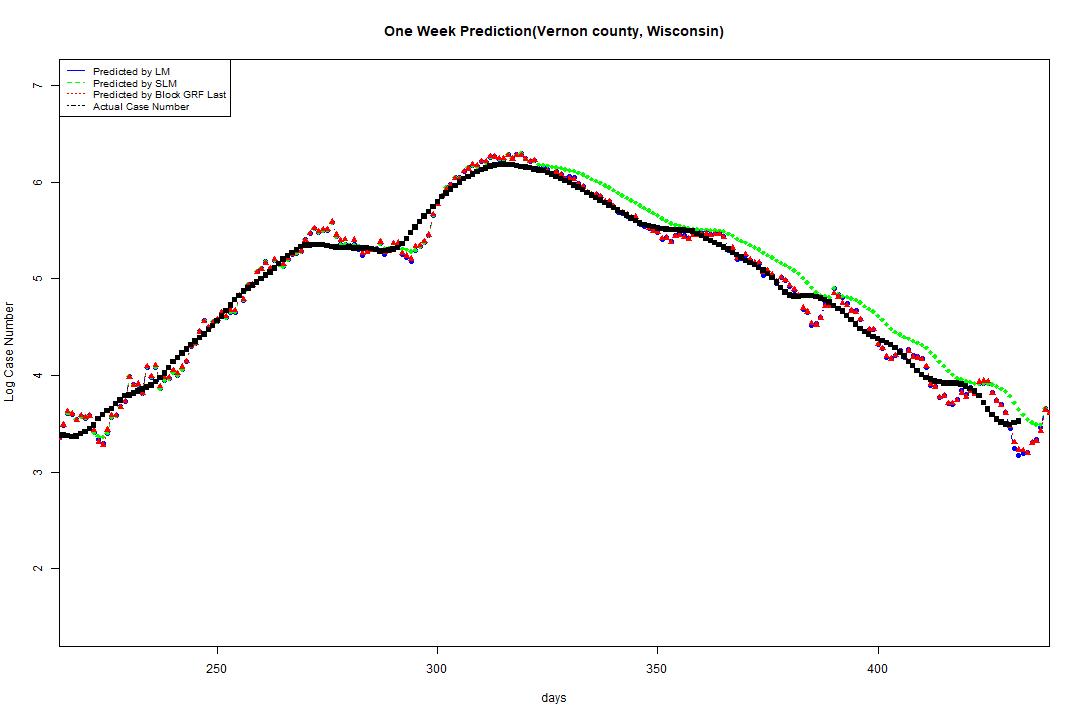 One Week Prediction(Vernon county, Wisconsin)
Predicted by LM
Predicted by SLM
Predicted by Block GRF Last
Actual Case Number
7
6
5
4
3
2
Log Case Number
250
300
350
400
days